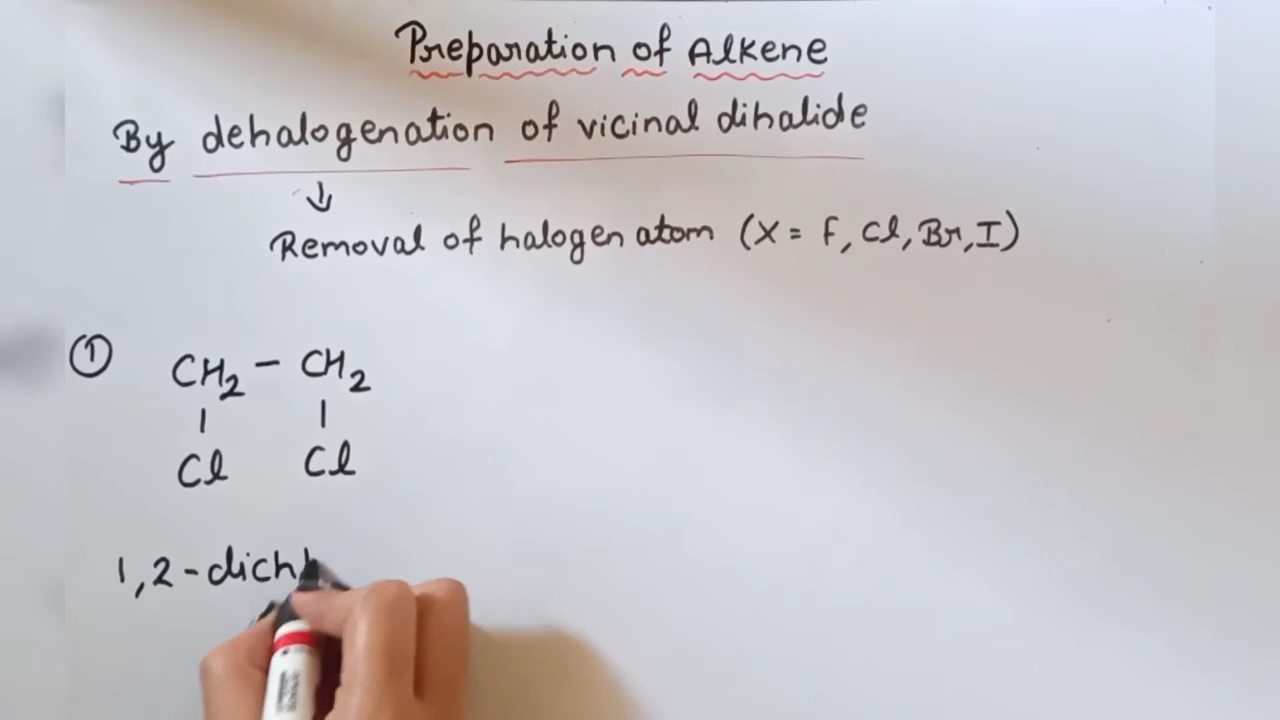 Preparation of Alkene
By dehalogenation of vicinal dihalide
↓
Removal of halogen atom (X = F, Cl, Br, I)
① CH₂ - CH₂
| |
Cl Cl
1,2-dich